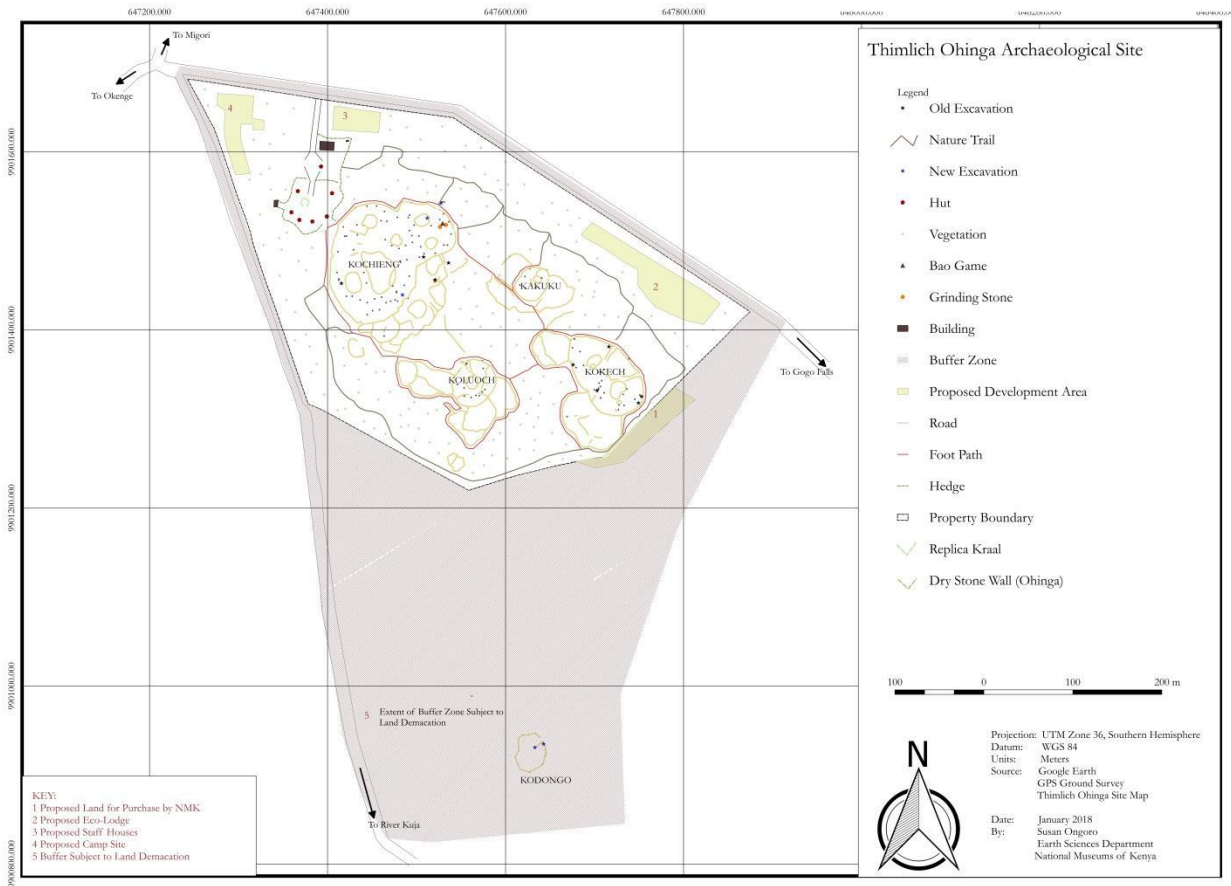 647200.000
647400.000
647600.000
647800.000
To Migori
To Okenge
4
3
9901600.000
KOCHIENG
KAKUKU
2
9901400.000
To Gogo Falls
KOLUOCH
KOKECH
1
9901200.000
9901000.000
5 Extent of Buffer Zone Subject to
Land Demacation
KODONGO
To River Kuja
9900800.000
KEY:
1 Proposed Land for Purchase by NMK
2 Proposed Eco-Lodge
3 Proposed Staff Houses
4 Proposed Camp Site
5 Buffer Subject to Land Demacation
Thimlich Ohinga Archaeological Site
Legend
Old Excavation
Nature Trail
New Excavation
Hut
Vegetation
Bao Game
Grinding Stone
Building
Buffer Zone
Proposed Development Area
Road
Foot Path
Hedge
Property Boundary
Replica Kraal
Dry Stone Wall (Ohinga)
100 0 100 200 m
N
Projection: UTM Zone 36, Southern Hemisphere
Datum: WGS 84
Units: Meters
Source: Google Earth
GPS Ground Survey
Thimlich Ohinga Site Map
Date: January 2018
By: Susan Ongoro
Earth Sciences Department
National Museums of Kenya